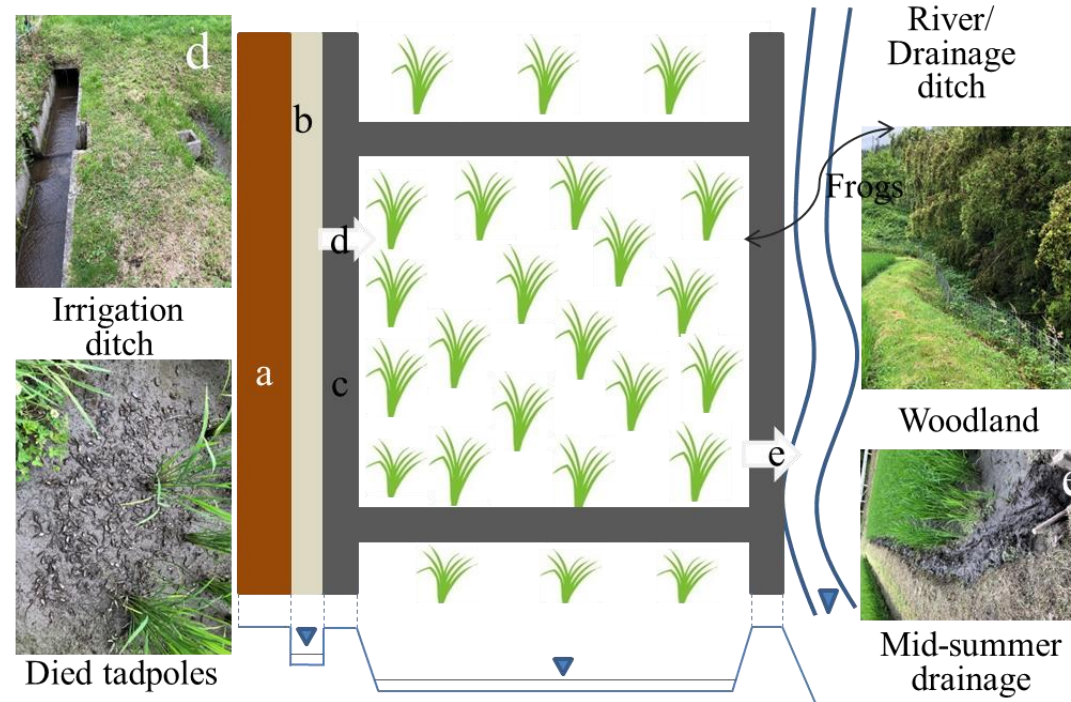 d
Irrigation
ditch
Died tadpoles
a
b
c
d
e
River/
Drainage
ditch
Frogs
Woodland
e
Mid-summer
drainage